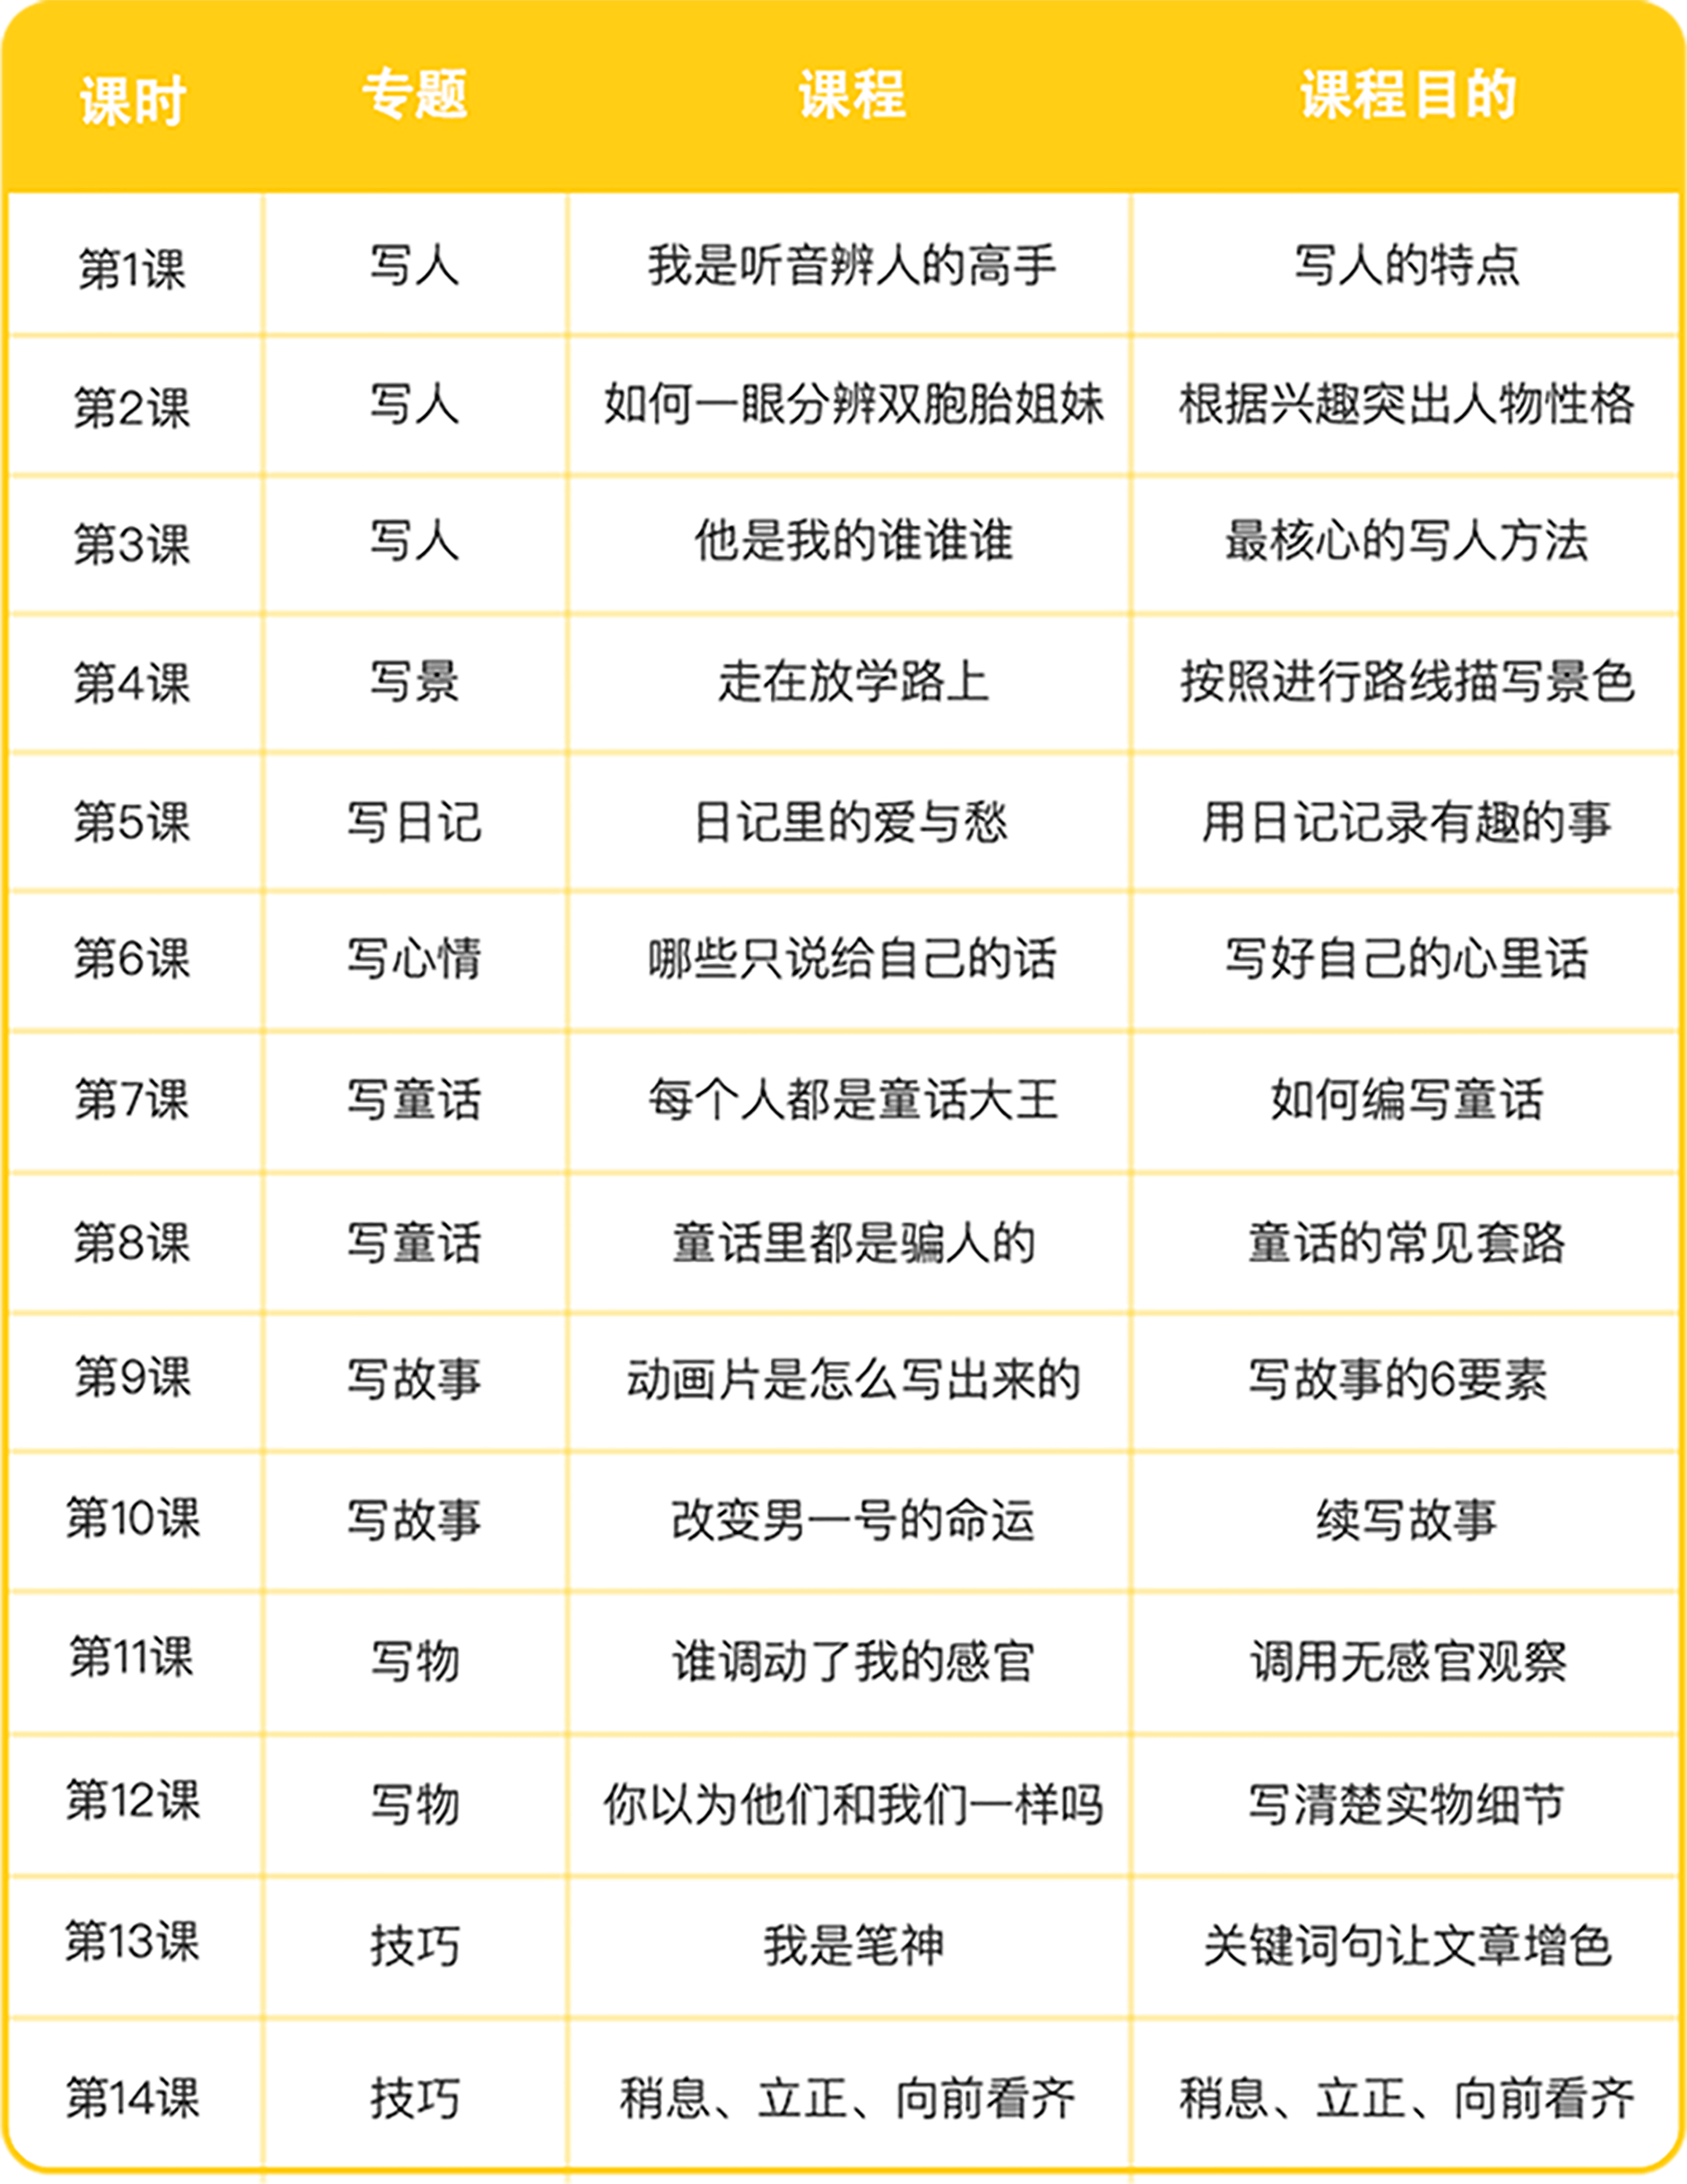 课时 专题 课程 课程目的
第1课 写人 我是听音辨人的高手 写人的特点
第2课 写人 如何一眼分辨双胞胎姐妹 根据兴趣突出人物性格
第3课 写人 他是我的谁谁谁 最核心的写人方法
第4课 写景 走在放学路上 按照进行路线描写景色
第5课 写日记 日记里的爱与愁 用日记记录有趣的事
第6课 写心情 哪些只说给自己的话 写好自己的心里话
第7课 写童话 每个人都是童话大王 如何编写童话
第8课 写童话 童话里都是骗人的 童话的常见套路
第9课 写故事 动画片是怎么写出来的 写故事的6要素
第10课 写故事 改变男一号的命运 续写故事
第11课 写物 谁调动了我的感官 调用无感官观察
第12课 写物 你以为他们和我们一样吗 写清楚实物细节
第13课 技巧 我是笔神 关键词句让文章增色
第14课 技巧 稍息、立正、向前看齐 稍息、立正、向前看齐